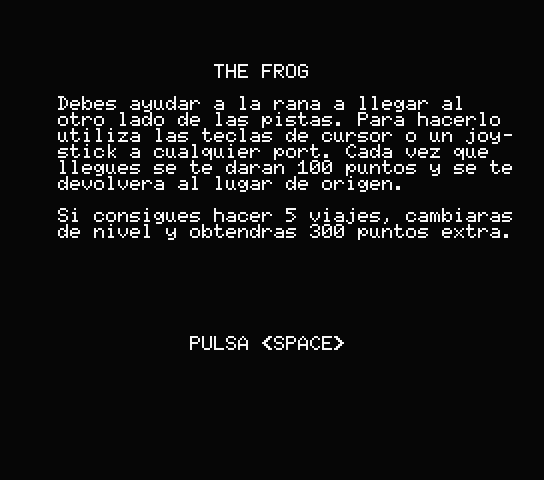 THE FROG
Debes ayudar a la rana a llegar al
otro lado de las pistas. Para hacerlo
utiliza las teclas de cursor o un joy-
stick a cualquier port. Cada vez que
llegues se te daran 100 puntos y se te
devolvera al lugar de origen.
Si consigues hacer 5 viajes, cambiaras
de nivel y obtendras 300 puntos extra.
PULSA <SPACE>